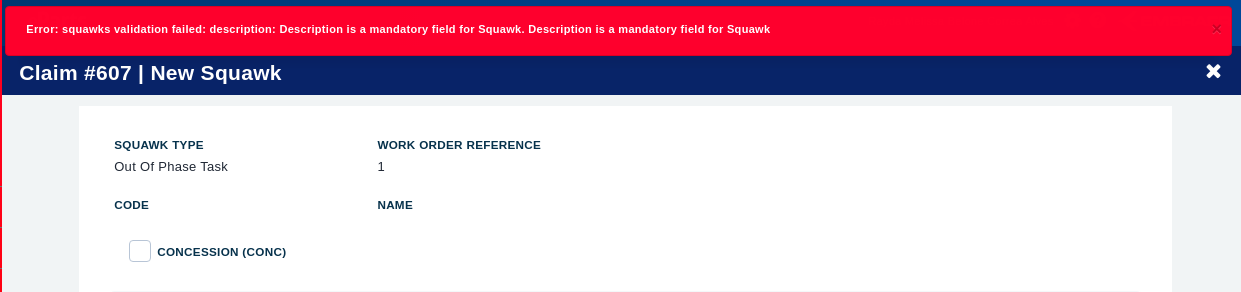 Error: squawks validation failed: description: Description is a mandatory field for Squawk. Description is a mandatory field for Squawk
×
Claim #607 | New Squawk
SQUAWK TYPE
WORK ORDER REFERENCE
Out Of Phase Task
1
CODE
NAME
CONCESSION (CONC)